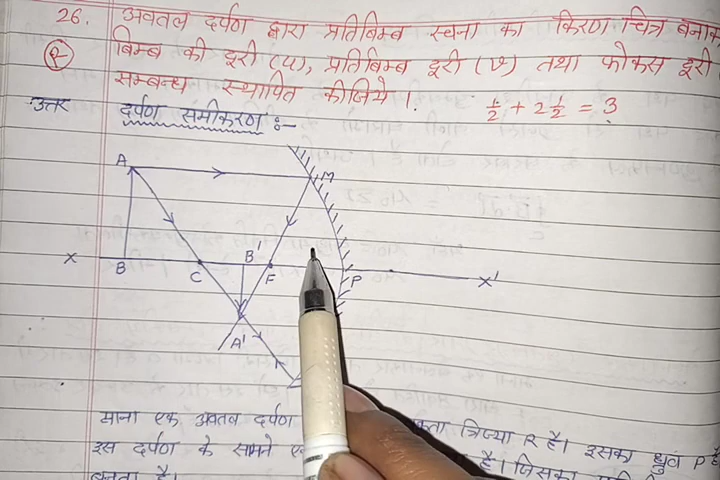 26. अवतल दर्पण द्वारा प्रतिबिम्ब रचना का किरण चित्र बनाक
प्र बिम्ब की दूरी (u), प्रतिबिम्ब दूरी (v) तथा फोकस दूरी
सम्बन्ध स्थापित कीजिये। 1/2 + 2 1/2 = 3
उत्तर दर्पण समीकरण :-
A M
X B C B' F P X'
A'
माना एक अवतल दर्पण त्रिज्या R है। इसका ध्रुव P है
इस दर्पण के सामने है। जिसका
बनता है।